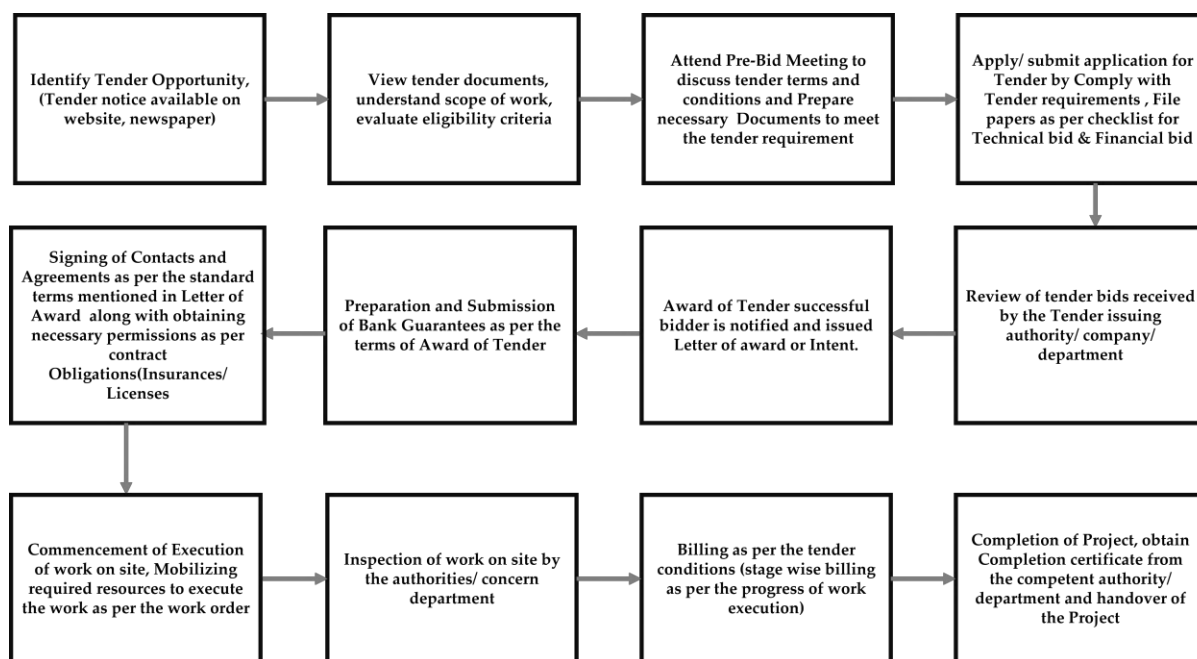 Identify Tender Opportunity,
(Tender notice available on
website, newspaper)
View tender documents,
understand scope of work,
evaluate eligibility criteria
Attend Pre-Bid Meeting to
discuss tender terms and
conditions and Prepare
necessary Documents to meet
the tender requirement
Apply/ submit application for
Tender by Comply with
Tender requirements , File
papers as per checklist for
Technical bid & Financial bid
Review of tender bids received
by the Tender issuing
authority/ company/
department
Award of Tender successful
bidder is notified and issued
Letter of award or Intent.
Preparation and Submission
of Bank Guarantees as per the
terms of Award of Tender
Signing of Contacts and
Agreements as per the standard
terms mentioned in Letter of
Award along with obtaining
necessary permissions as per
contract
Obligations(Insurances/
Licenses
Commencement of Execution
of work on site, Mobilizing
required resources to execute
the work as per the work order
Inspection of work on site by
the authorities/ concern
department
Billing as per the tender
conditions (stage wise billing
as per the progress of work
execution)
Completion of Project, obtain
Completion certificate from
the competent authority/
department and handover of
the Project